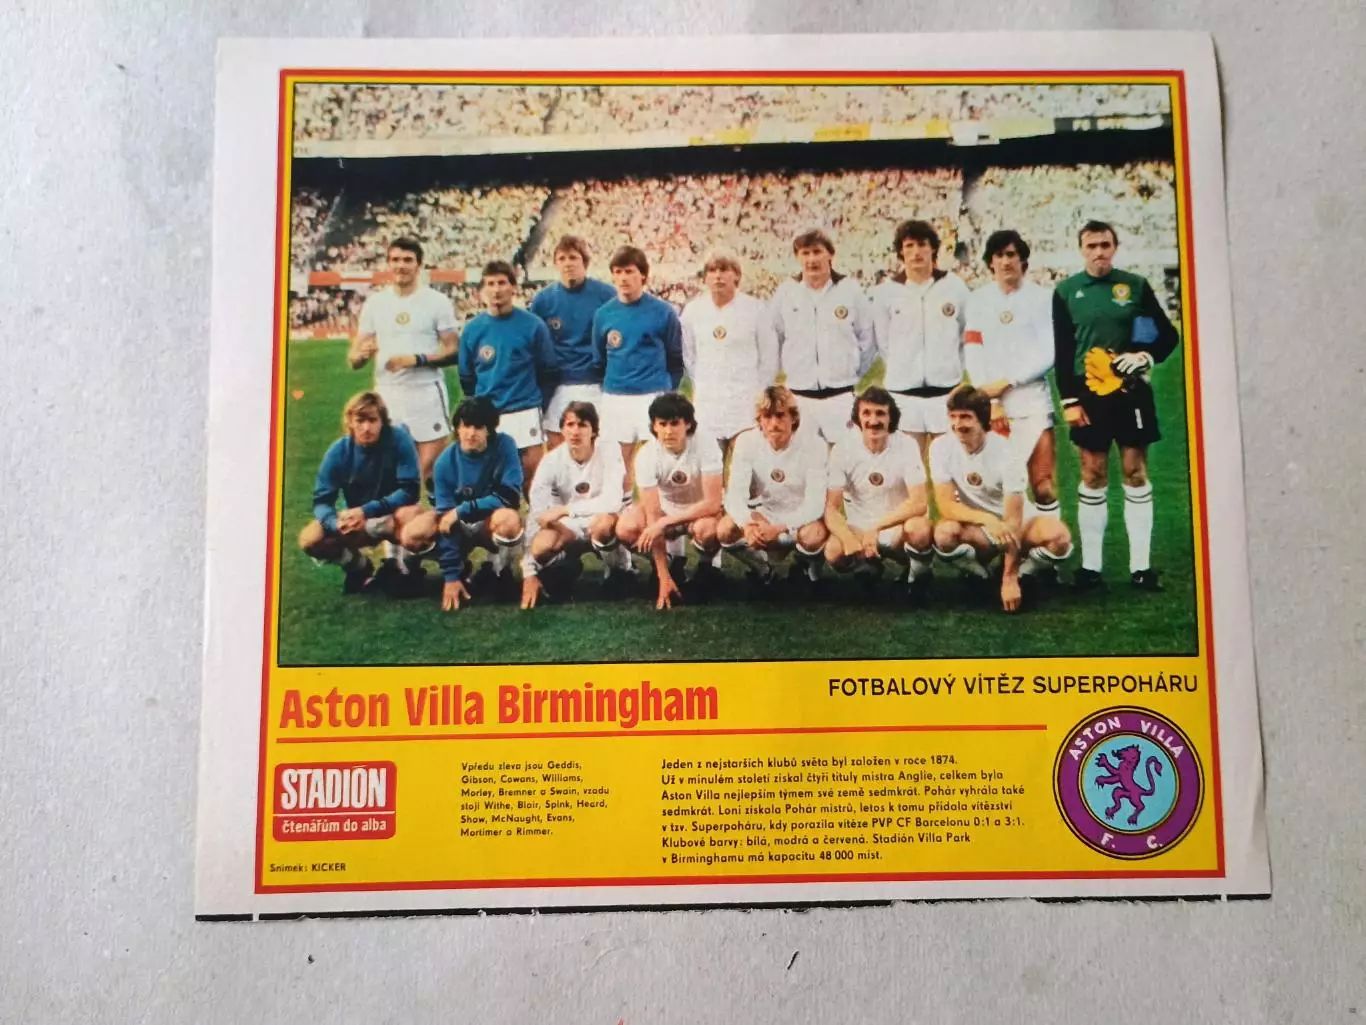 Aston Villa Birmingham
FOTBALOVÝ VÍTĚZ SUPERPOHÁRU
STADIÓN
čtenářům do alba
Snímek: KICKER
Vpředu zleva jsou Geddis,
Gibson, Cowans, Williams,
Morley, Bremner a Swain, vzadu
stojí Withe, Blair, Spink, Heard,
Shaw, McNaught, Evans,
Mortimer a Rimmer.
Jeden z nejstarších klubů světa byl založen v roce 1874.
Už v minulém století získal čtyři tituly mistra Anglie, celkem byla
Aston Villa nejlepším týmem své země sedmkrát. Pohár vyhrála také
sedmkrát. Loni získala Pohár mistrů, letos k tomu přidala vítězství
v tzv. Superpoháru, kdy porazila vítěze PVP CF Barcelonu 0:1 a 3:1.
Klubové barvy: bílá, modrá a červená. Stadión Villa Park
v Birminghamu má kapacitu 48 000 míst.
ASTON VILLA
F. C.